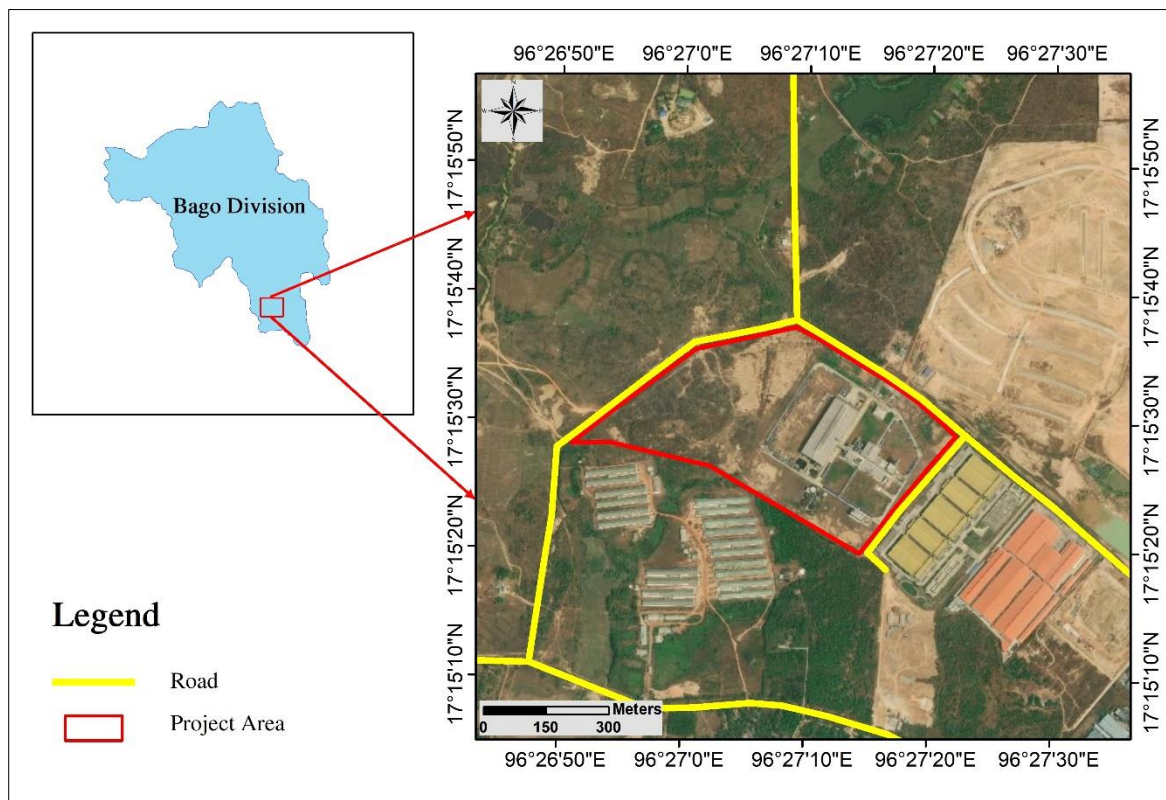 96°26'50"E 96°27'0"E 96°27'10"E 96°27'20"E 96°27'30"E
Bago Division
N
W E
S
17°15'50"N 17°15'50"N
17°15'40"N 17°15'40"N
17°15'30"N 17°15'30"N
17°15'20"N 17°15'20"N
17°15'10"N 17°15'10"N
Legend
Road
Project Area
Meters
0 150 300
96°26'50"E 96°27'0"E 96°27'10"E 96°27'20"E 96°27'30"E